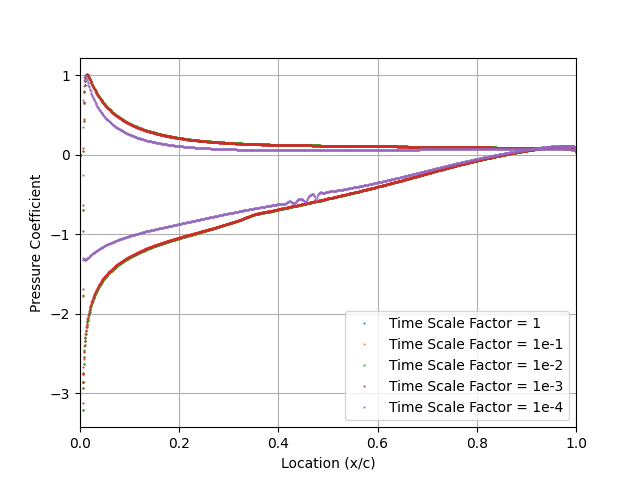 1
0
−1
−2
−3
Pressure Coefficient
0.0
0.2
0.4
0.6
0.8
1.0
Location (x/c)
Time Scale Factor = 1
Time Scale Factor = 1e-1
Time Scale Factor = 1e-2
Time Scale Factor = 1e-3
Time Scale Factor = 1e-4